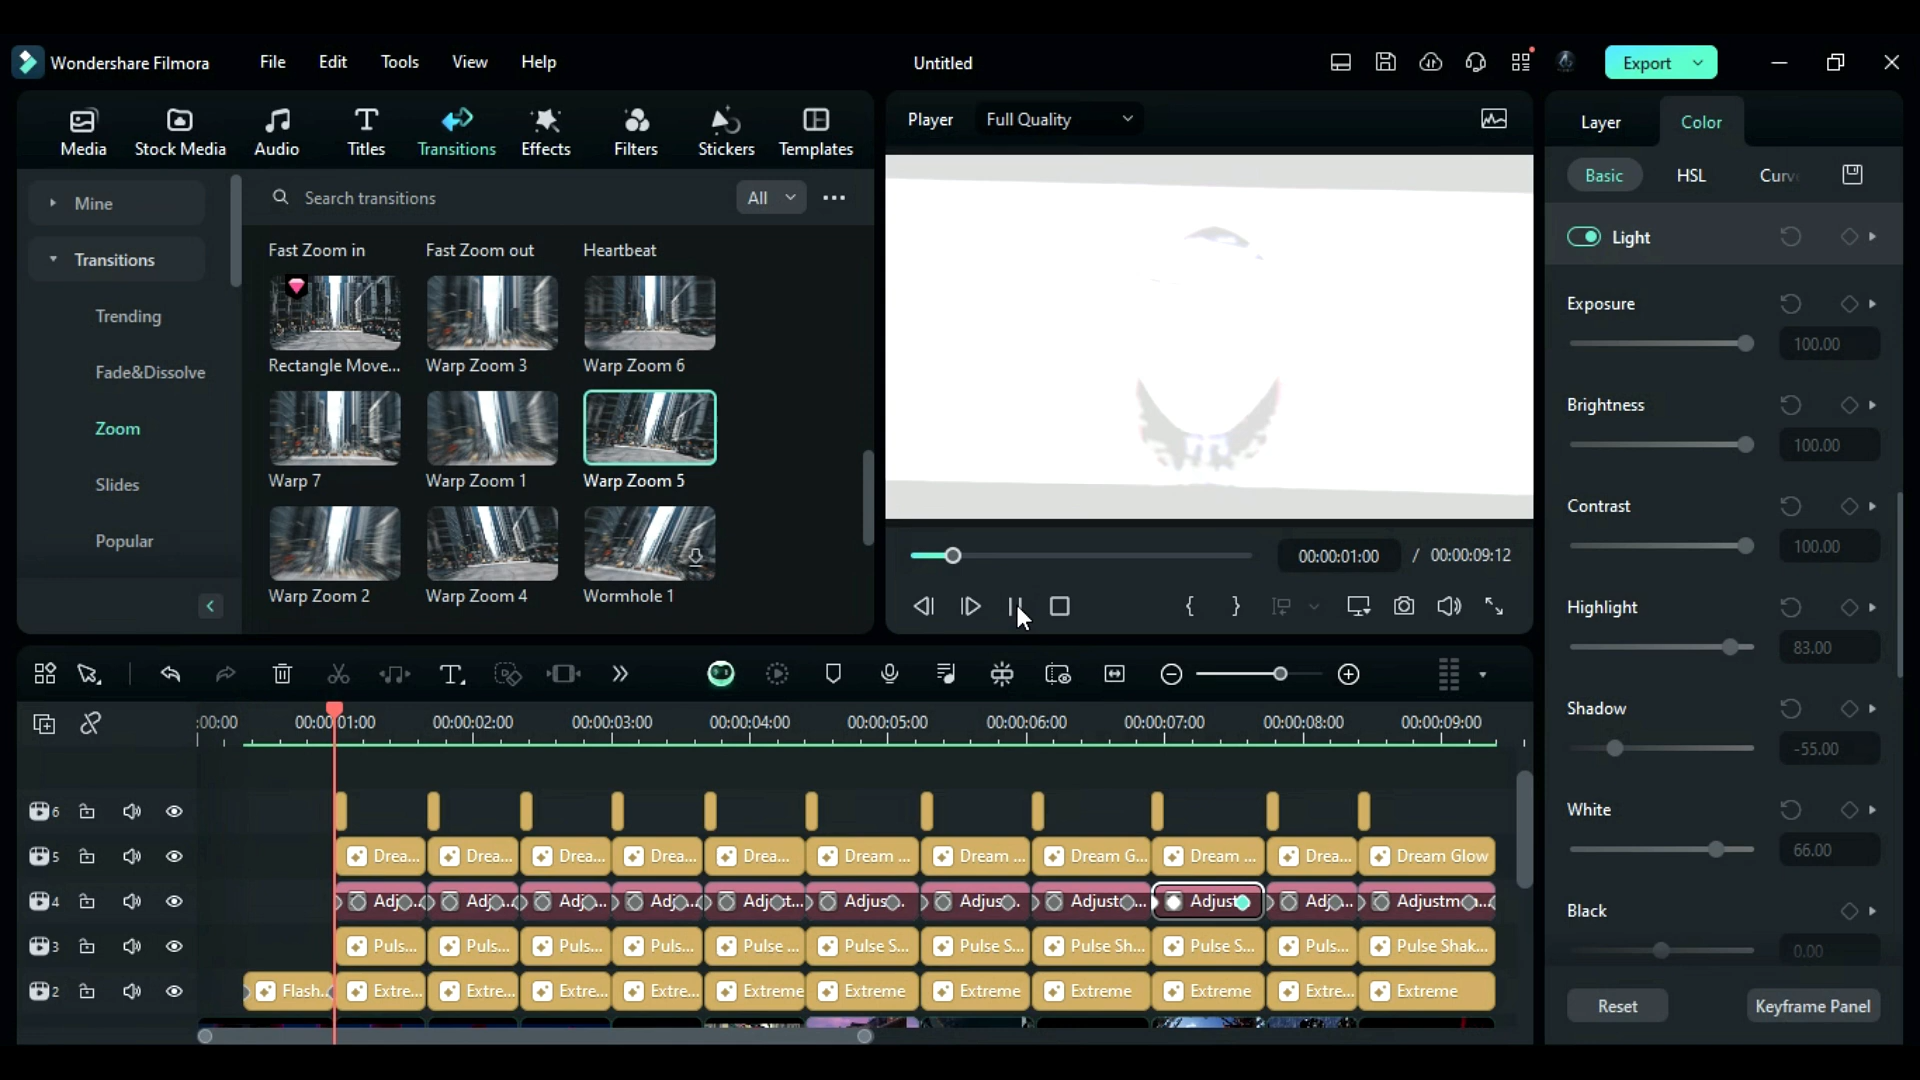 Wondershare Filmora
File Edit Tools View Help
Untitled
Export
Media Stock Media Audio Titles Transitions Effects Filters Stickers Templates
Mine
Transitions
Trending
Fade&Dissolve
Zoom
Slides
Popular
Search transitions
All
Fast Zoom in Fast Zoom out Heartbeat
Rectangle Move... Warp Zoom 3 Warp Zoom 6
Warp 7 Warp Zoom 1 Warp Zoom 5
Warp Zoom 2 Warp Zoom 4 Wormhole 1
Player Full Quality
00:00:01:00 / 00:00:09:12
Layer Color
Basic HSL Curv
Light
Exposure
100.00
Brightness
100.00
Contrast
100.00
Highlight
83.00
Shadow
-55.00
White
66.00
Black
0.00
Reset Keyframe Panel
:00:00 00:00:01:00 00:00:02:00 00:00:03:00 00:00:04:00 00:00:05:00 00:00:06:00 00:00:07:00 00:00:08:00 00:00:09:00
6
5 Drea... Drea... Drea... Drea... Drea... Dream ... Dream ... Dream G... Dream ... Drea... Dream Glow
4 Adj... Adj... Adj... Adj... Adjust... Adjus... Adjus... Adjust... Adjust Adj... Adjustm...
3 Puls... Puls... Puls... Puls... Pulse ... Pulse S... Pulse S... Pulse Sh... Pulse S... Puls... Pulse Shak...
2 Flash... Extre... Extre... Extre... Extre... Extreme Extreme Extreme Extreme Extreme Extre... Extreme